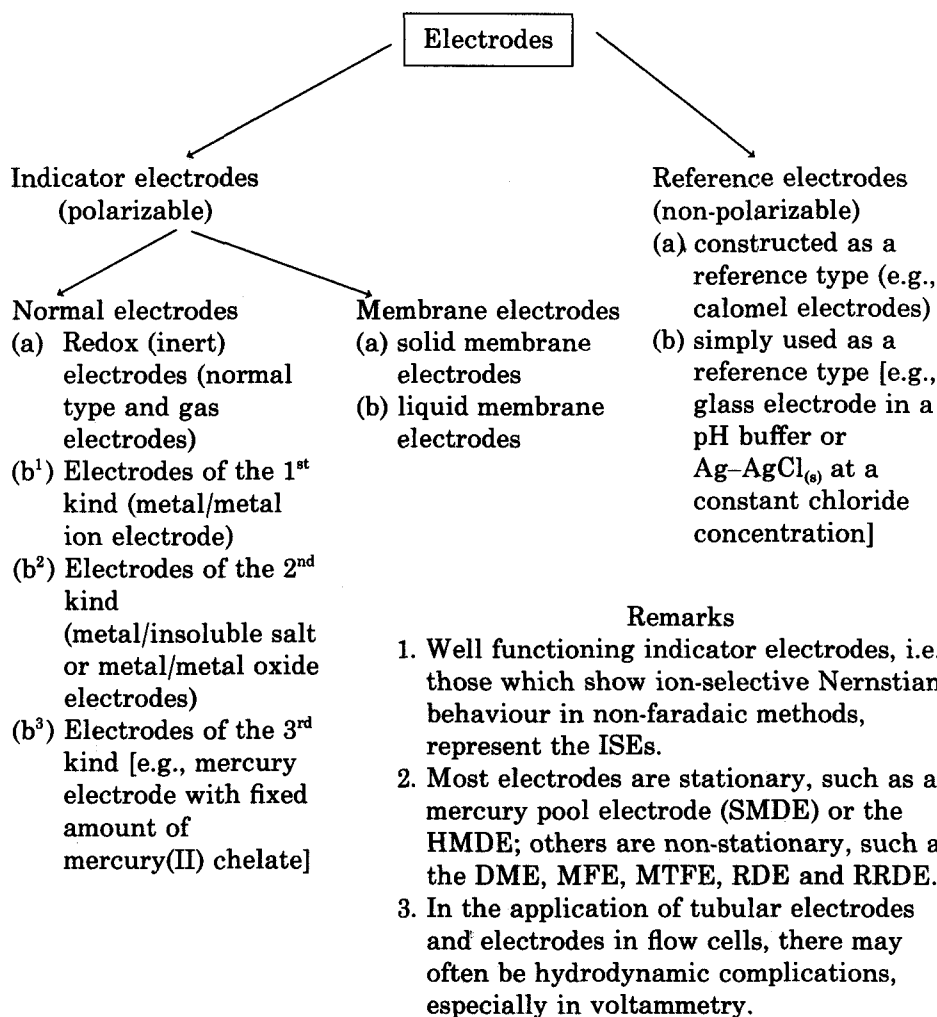 Electrodes
Indicator electrodes
(polarizable)
Reference electrodes
(non-polarizable)
(a) constructed as a
reference type (e.g.,
calomel electrodes)
(b) simply used as a
reference type [e.g.,
glass electrode in a
pH buffer or
Ag–AgCl(s) at a
constant chloride
concentration]
Normal electrodes
(a) Redox (inert)
electrodes (normal
type and gas
electrodes)
(b¹) Electrodes of the 1ˢᵗ
kind (metal/metal
ion electrode)
(b²) Electrodes of the 2ⁿᵈ
kind
(metal/insoluble salt
or metal/metal oxide
electrodes)
(b³) Electrodes of the 3ʳᵈ
kind [e.g., mercury
electrode with fixed
amount of
mercury(II) chelate]
Membrane electrodes
(a) solid membrane
electrodes
(b) liquid membrane
electrodes
Remarks
1. Well functioning indicator electrodes, i.e.
those which show ion-selective Nernstian
behaviour in non-faradaic methods,
represent the ISEs.
2. Most electrodes are stationary, such as a
mercury pool electrode (SMDE) or the
HMDE; others are non-stationary, such a
the DME, MFE, MTFE, RDE and RRDE.
3. In the application of tubular electrodes
and electrodes in flow cells, there may
often be hydrodynamic complications,
especially in voltammetry.